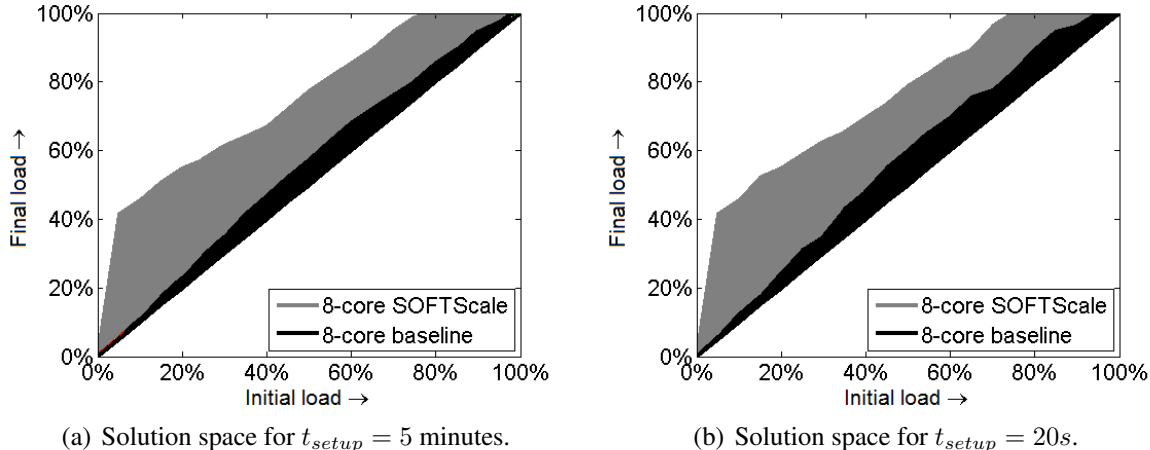 100%
80%
60%
40%
20%
0%
Final load →
8-core SOFTScale
8-core baseline
0% 20% 40% 60% 80% 100%
Initial load →
(a) Solution space for t_setup = 5 minutes.
100%
80%
60%
40%
20%
0%
Final load →
8-core SOFTScale
8-core baseline
0% 20% 40% 60% 80% 100%
Initial load →
(b) Solution space for t_setup = 20s.